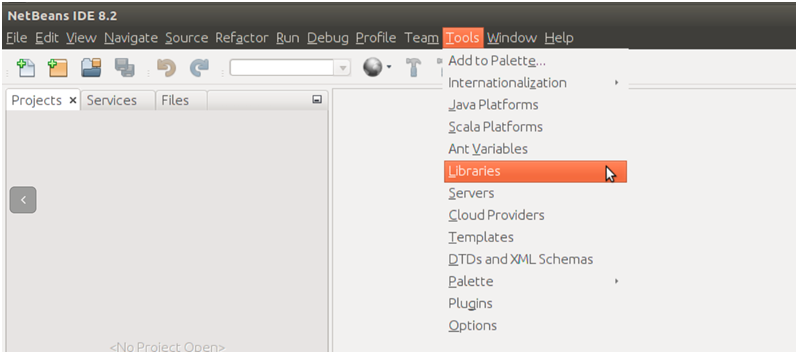 NetBeans IDE 8.2
File Edit View Navigate Source Refactor Run Debug Profile Team Tools Window Help
Add to Palette...
Internationalization
Java Platforms
Scala Platforms
Ant Variables
Libraries
Servers
Cloud Providers
Templates
DTDs and XML Schemas
Palette
Plugins
Options
Projects Services Files
<No Project Open>